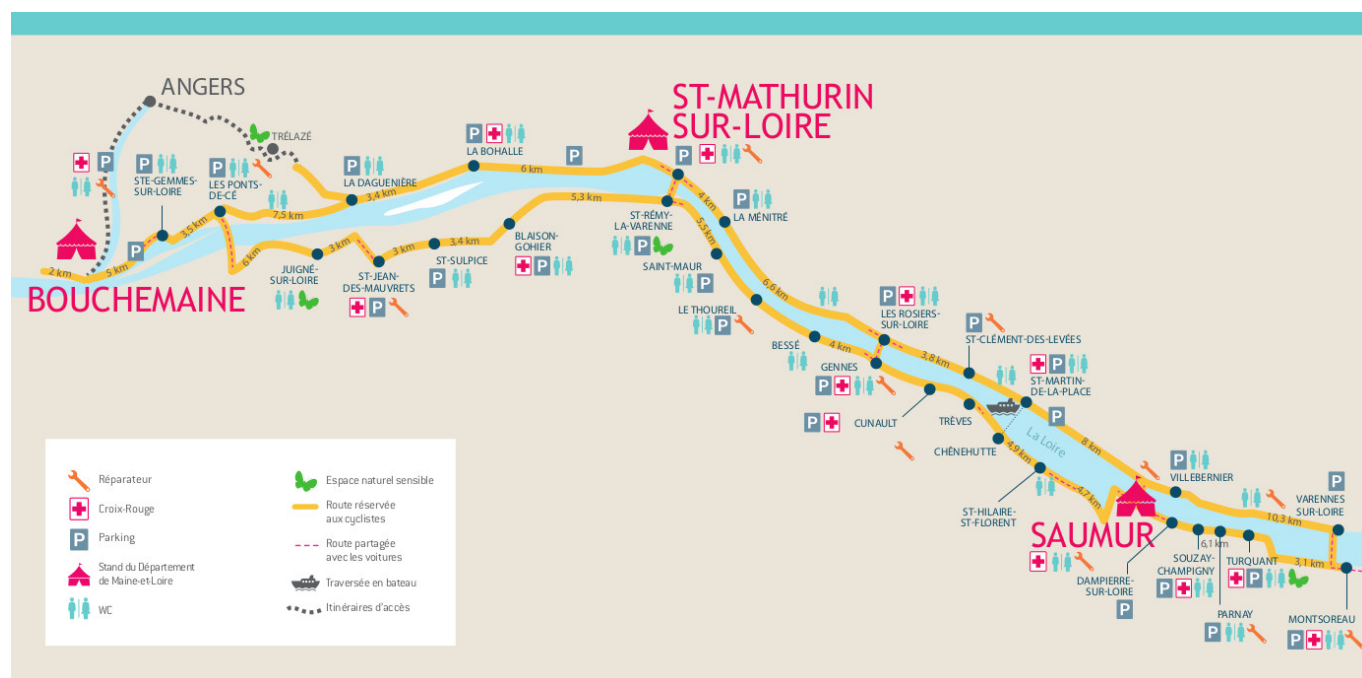 ANGERS
TRÉLAZÉ
ST-MATHURIN
SUR-LOIRE
P
P
P
P
P
LA BOHALLE
P
P
STE-GEMMES-
SUR-LOIRE
LES PONTS-
DE-CÉ
LA DAGUENIÈRE
6 km
3,4 km
7,5 km
3,5 km
P
5 km
2 km
BOUCHEMAINE
6 km
JUIGNÉ-
SUR-LOIRE
3 km
ST-JEAN-
DES-MAUVRETS
P
3 km
ST-SULPICE
P
3,4 km
BLAISON-
GOHIER
P
5,3 km
ST-RÉMY-
LA-VARENNE
P
4 km
P
LA MÉNITRÉ
5,5 km
SAINT-MAUR
P
LE THOUREIL
P
6,6 km
BESSÉ
4 km
P
LES ROSIERS-
SUR-LOIRE
GENNES
P
3,8 km
P
ST-CLÉMENT-DES-LEVÉES
P
ST-MARTIN-
DE-LA-PLACE
P
P
CUNAULT
TRÈVES
CHÊNEHUTTE
La Loire
8 km
4,9 km
ST-HILAIRE-
ST-FLORENT
4,7 km
SAUMUR
P
VILLEBERNIER
P
VARENNES
SUR-LOIRE
10,3 km
DAMPIERRE-
SUR-LOIRE
P
SOUZAY-
CHAMPIGNY
P
6,1 km
TURQUANT
P
3,1 km
PARNAY
P
MONTSOREAU
P
Réparateur
Croix-Rouge
P
Parking
Stand du Département
de Maine-et-Loire
WC
Espace naturel sensible
Route réservée
aux cyclistes
Route partagée
avec les voitures
Traversée en bateau
Itinéraires d'accès